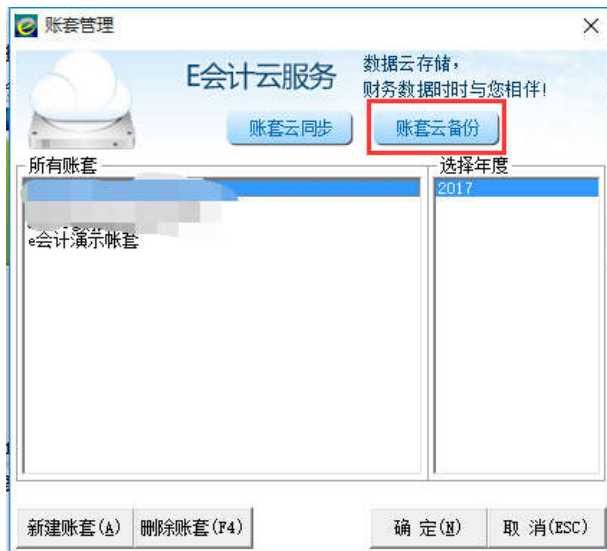 账套管理
E会计云服务
数据云存储，
财务数据时时与您相伴!
账套云同步
账套云备份
所有账套
选择年度
2017
e会计演示帐套
新建账套(A)
删除账套(F4)
确 定(N)
取 消(ESC)